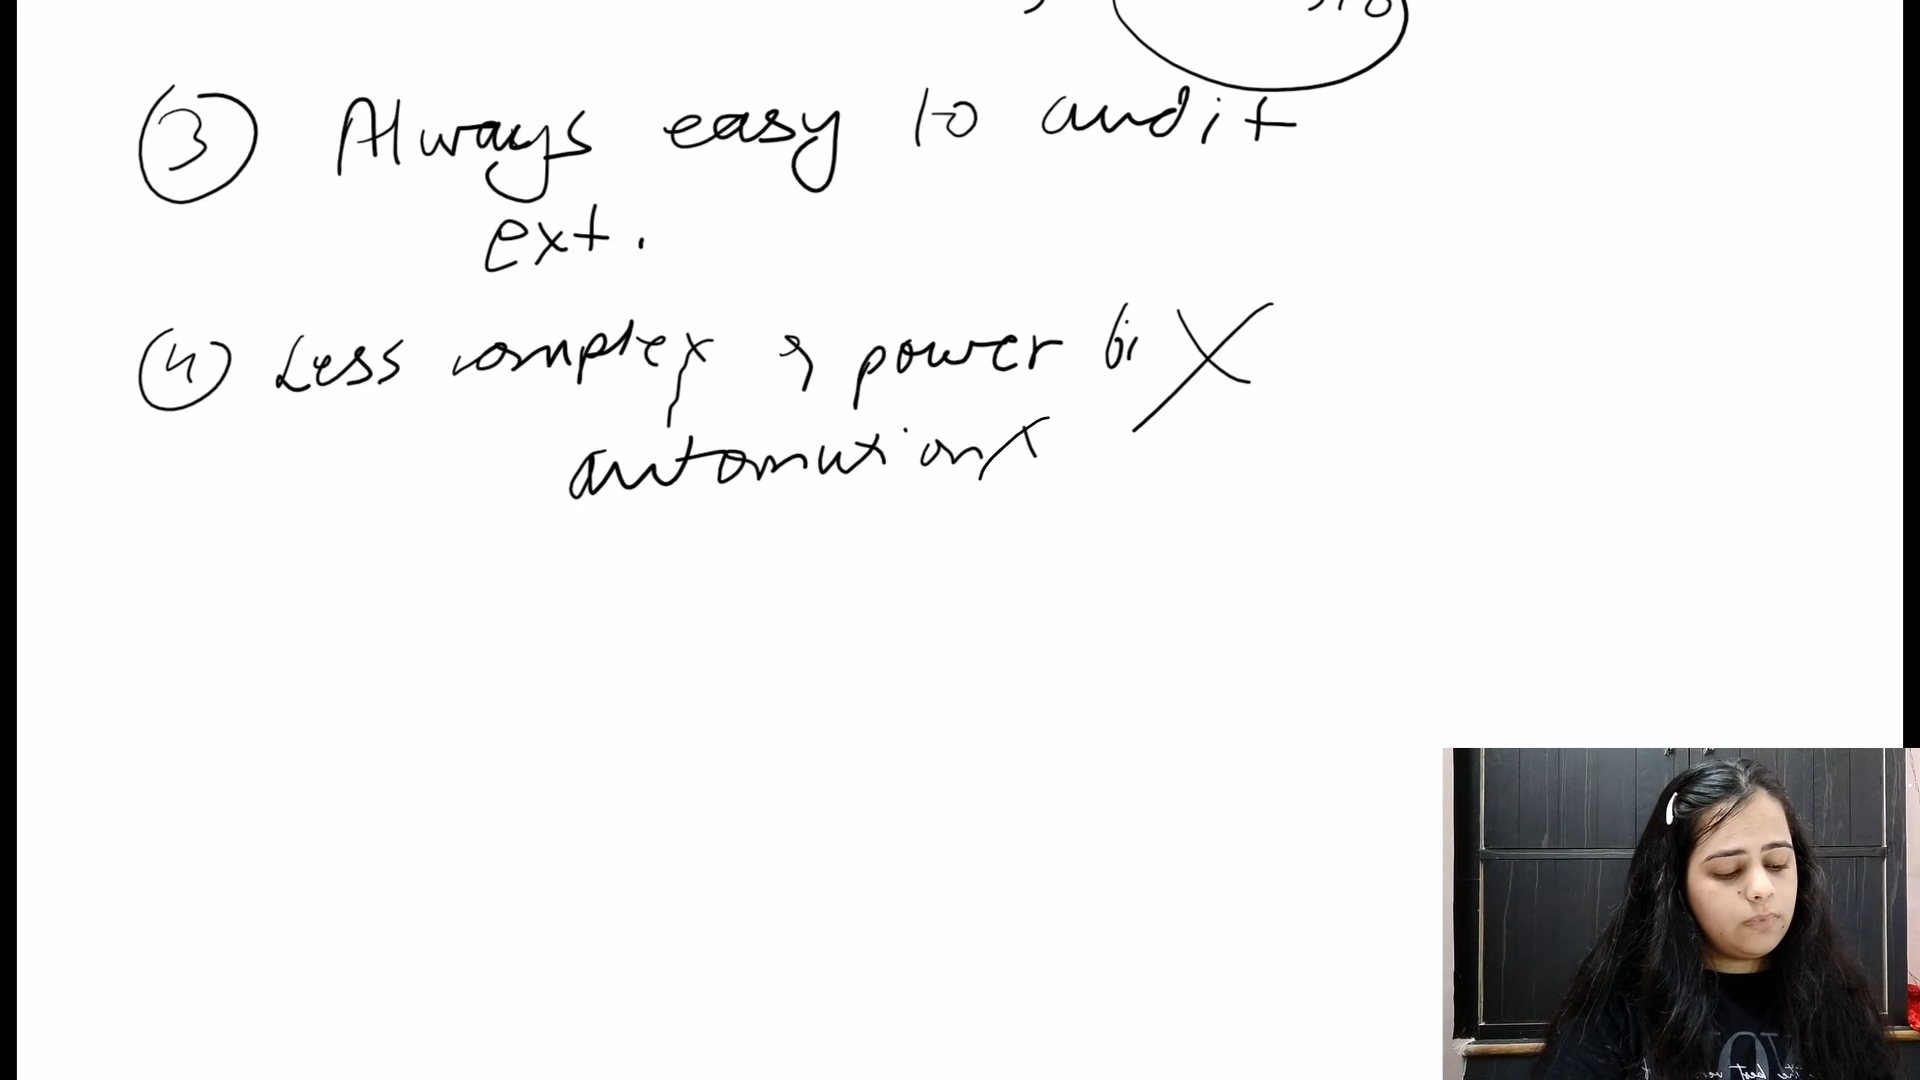 3 Always easy to audit
ext.
4 Less complex & power bi X
automation X